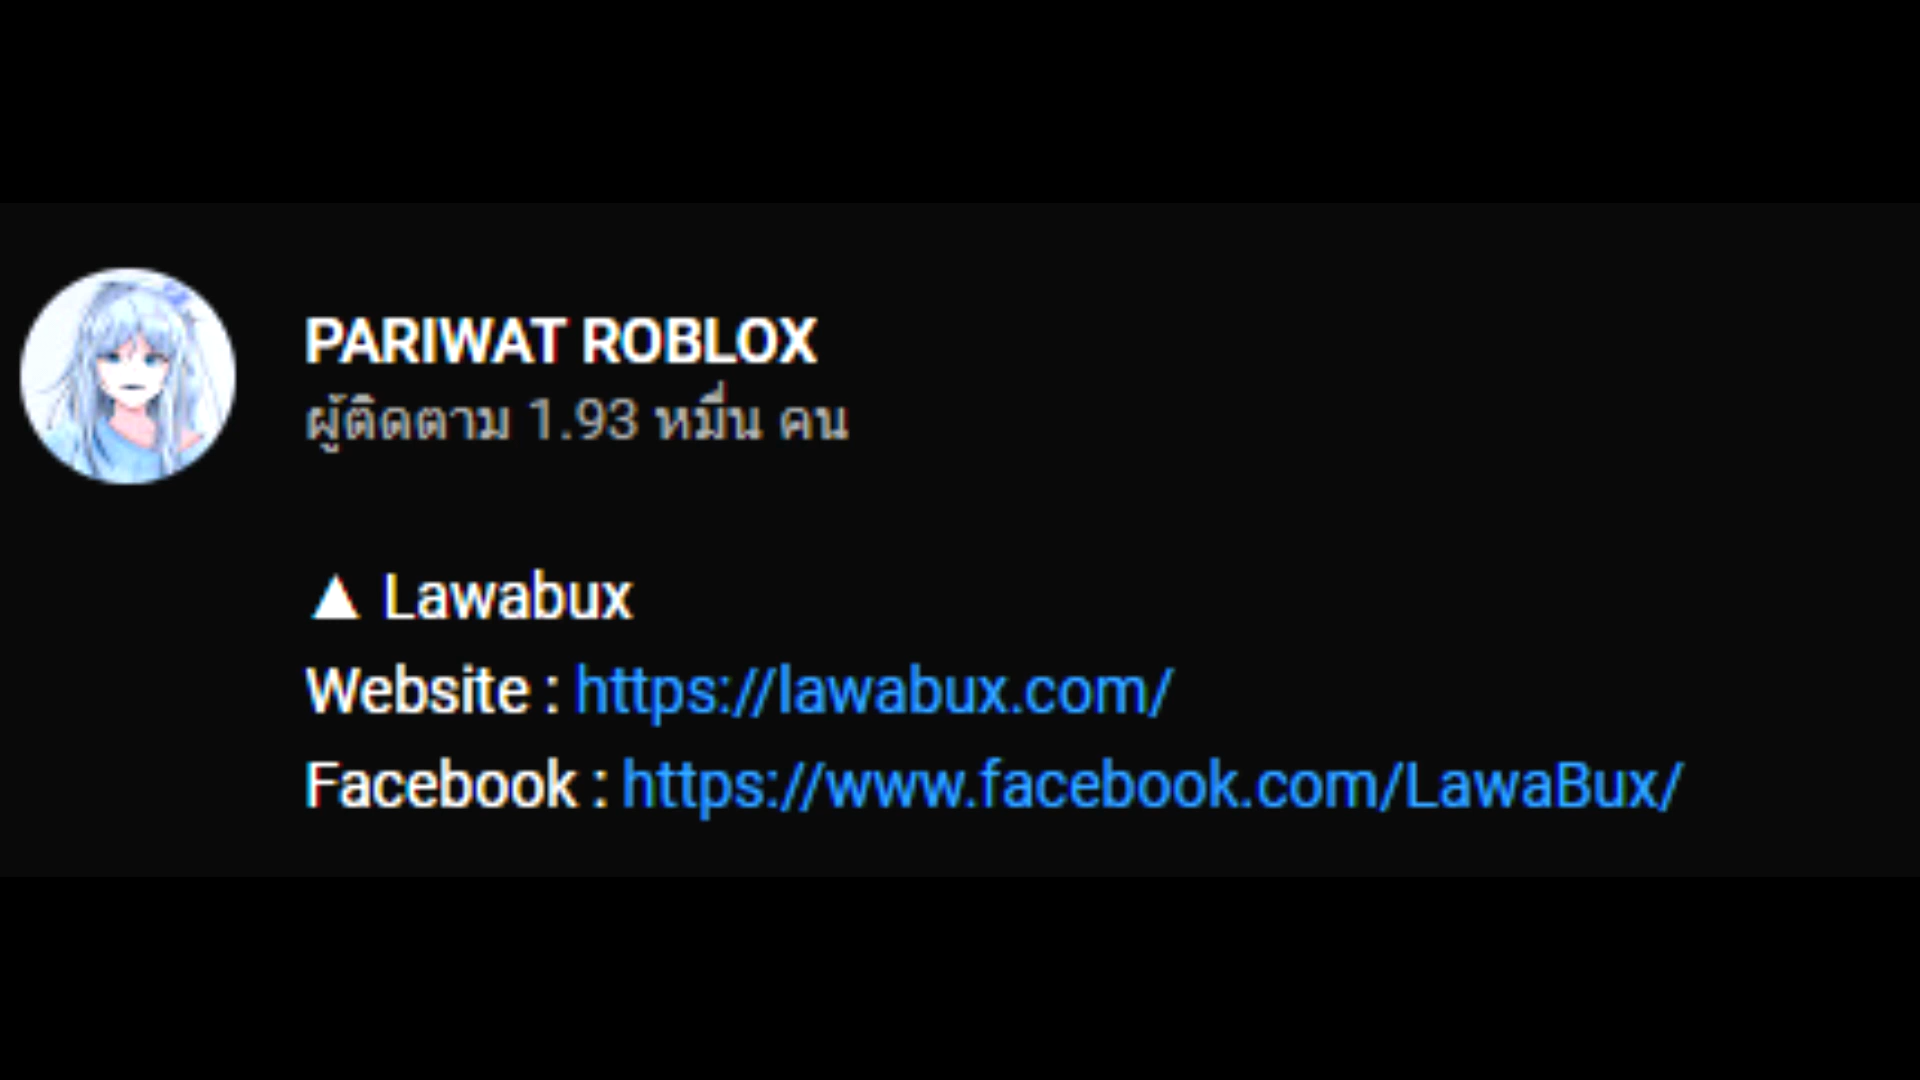 PARIWAT ROBLOX
ผู้ติดตาม 1.93 หมื่น คน
▲ Lawabux
Website : https://lawabux.com/
Facebook : https://www.facebook.com/LawaBux/